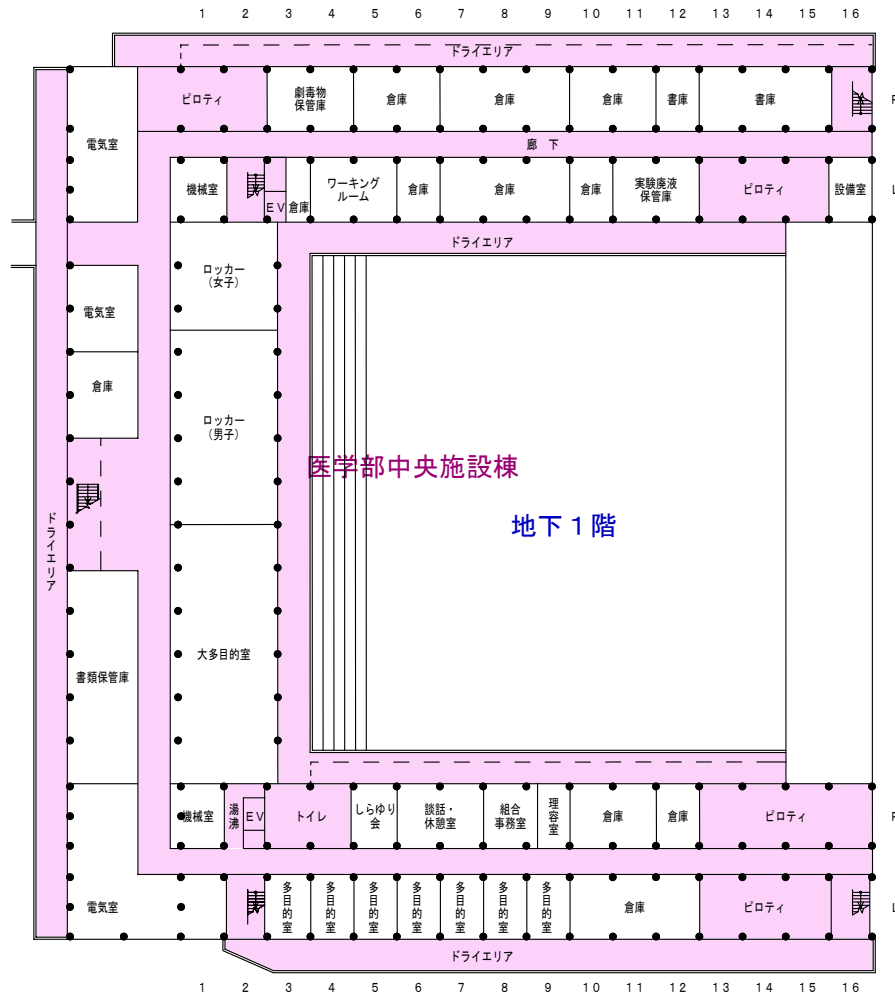 １ ２ ３ ４ ５ ６ ７ ８ ９ １０ １１ １２ １３ １４ １５ １６
ドライエリア
ピロティ
劇毒物
保管庫
倉庫
倉庫
倉庫
書庫
書庫
R
電気室
廊 下
機械室
ＥＶ
倉庫
ワーキング
ルーム
倉庫
倉庫
倉庫
実験廃液
保管庫
ピロティ
設備室
L
ドライエリア
ロッカー
（女子）
電気室
倉庫
ロッカー
（男子）
医学部中央施設棟
地下１階
ドライエリア
大多目的室
書類保管庫
機械室
湯沸
ＥＶ
トイレ
しらゆり
会
談話・
休憩室
組合
事務室
理容室
倉庫
倉庫
ピロティ
R
電気室
多目的室
多目的室
多目的室
多目的室
多目的室
多目的室
多目的室
倉庫
ピロティ
L
ドライエリア
１ ２ ３ ４ ５ ６ ７ ８ ９ １０ １１ １２ １３ １４ １５ １６